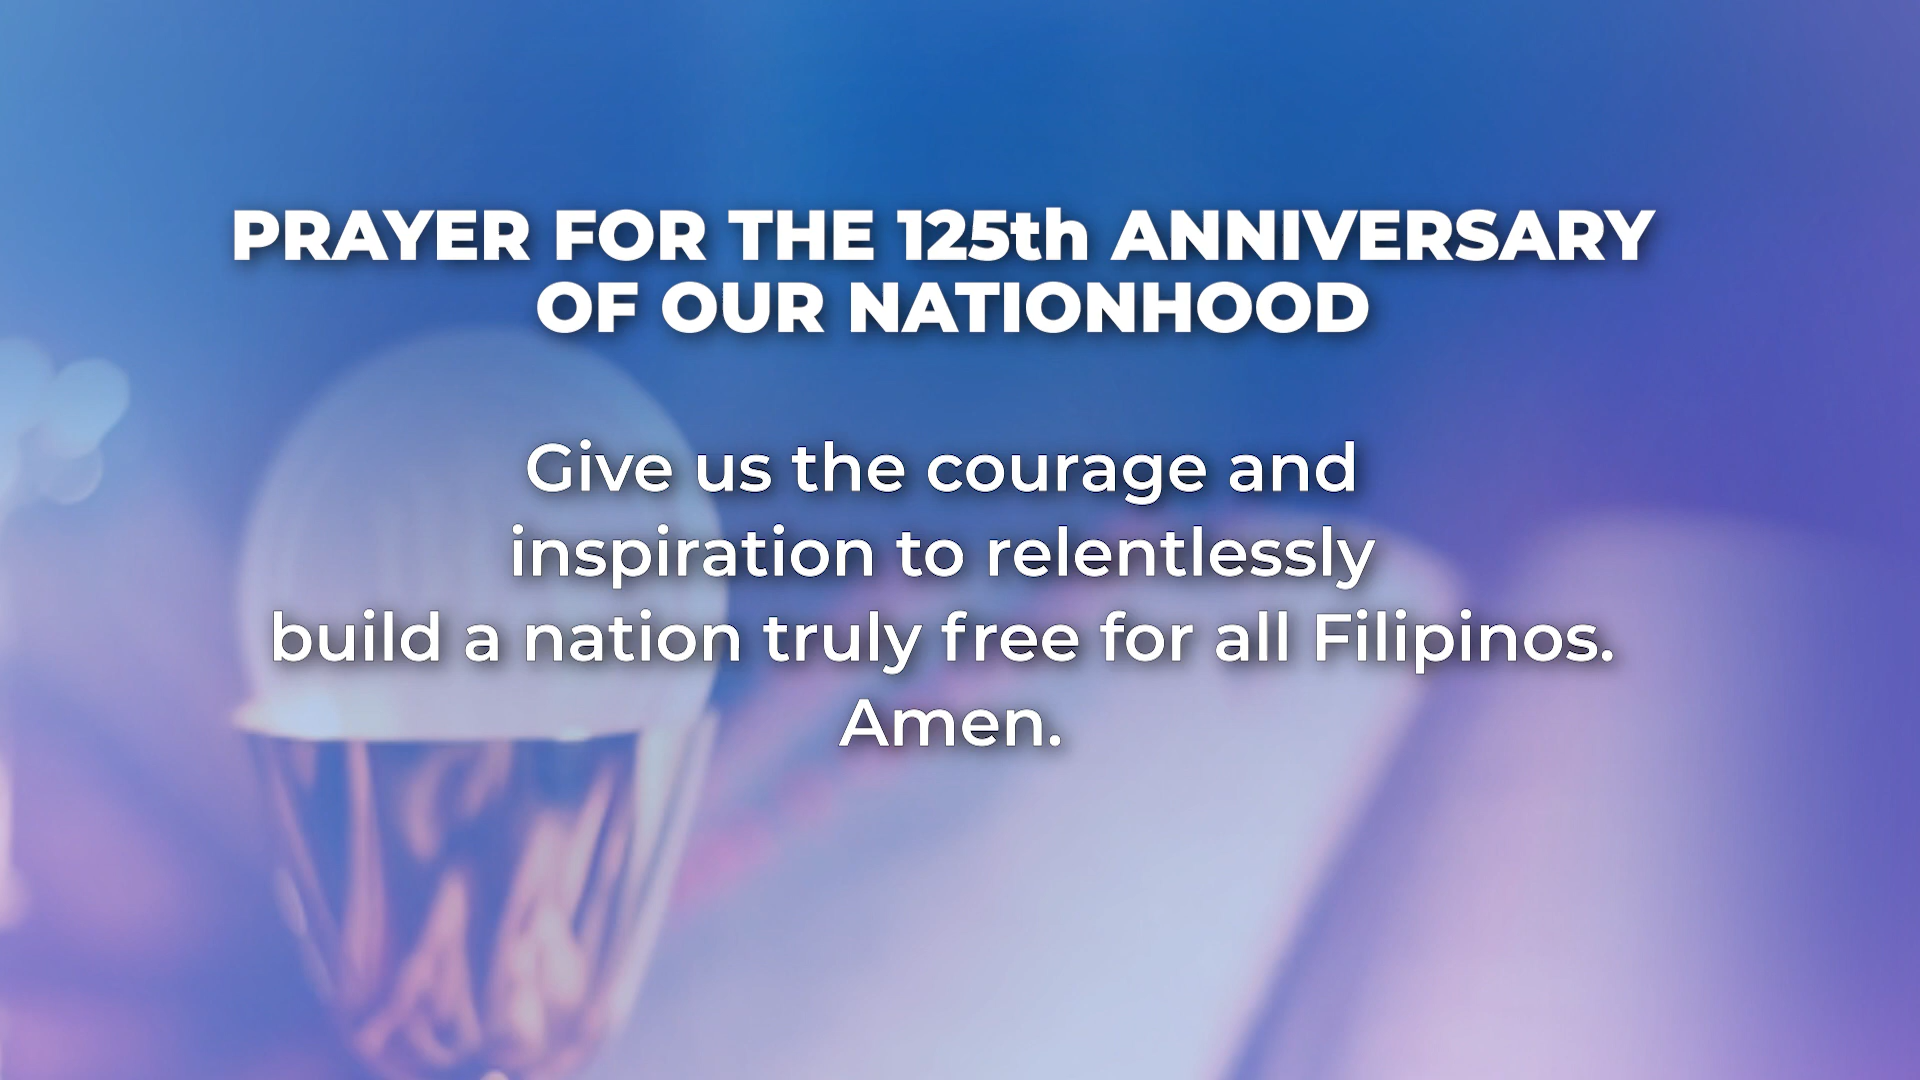 PRAYER FOR THE 125th ANNIVERSARY
OF OUR NATIONHOOD
Give us the courage and
inspiration to relentlessly
build a nation truly free for all Filipinos.
Amen.